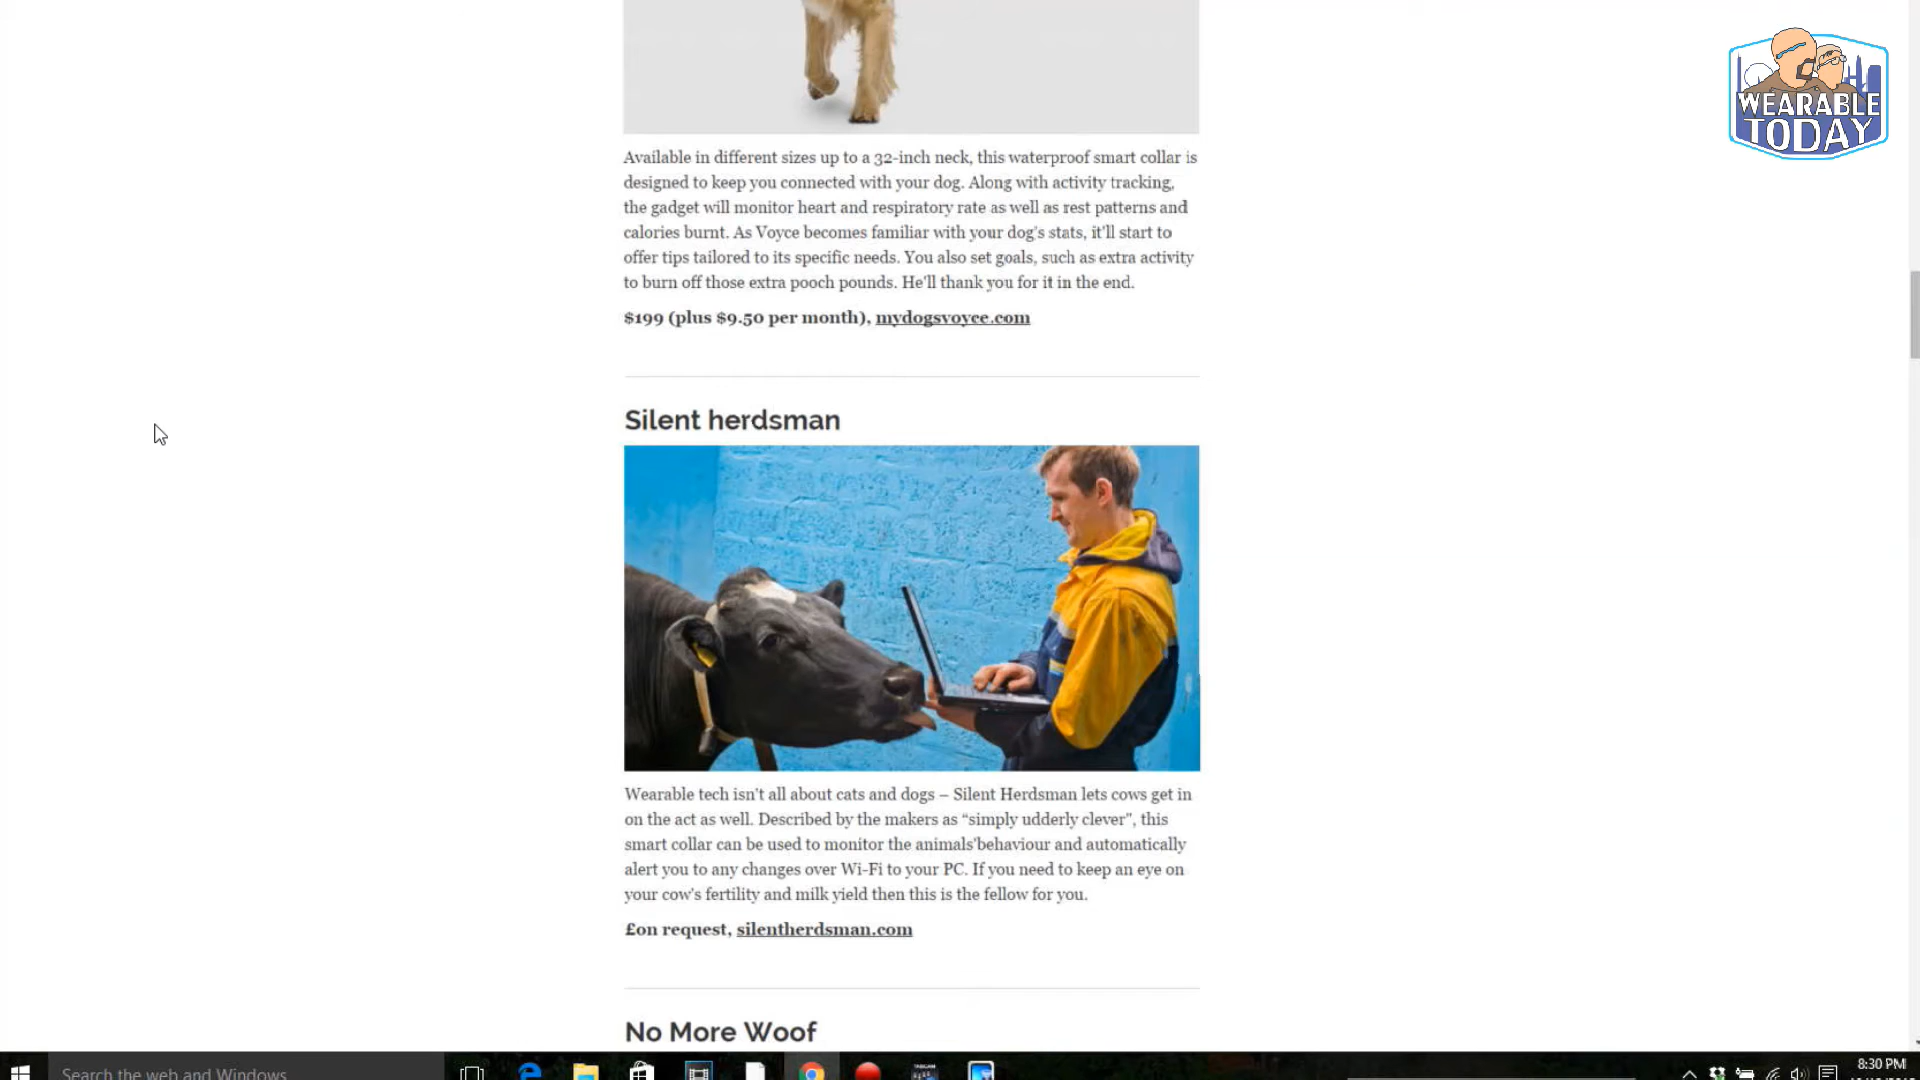 WEARABLE
TODAY
Available in different sizes up to a 32-inch neck, this waterproof smart collar is
designed to keep you connected with your dog. Along with activity tracking,
the gadget will monitor heart and respiratory rate as well as rest patterns and
calories burnt. As Voyce becomes familiar with your dog's stats, it'll start to
offer tips tailored to its specific needs. You also set goals, such as extra activity
to burn off those extra pooch pounds. He'll thank you for it in the end.
$199 (plus $9.50 per month), mydogsvoyce.com
Silent herdsman
Wearable tech isn't all about cats and dogs – Silent Herdsman lets cows get in
on the act as well. Described by the makers as “simply udderly clever”, this
smart collar can be used to monitor the animals'behaviour and automatically
alert you to any changes over Wi-Fi to your PC. If you need to keep an eye on
your cow's fertility and milk yield then this is the fellow for you.
£on request, silentherdsman.com
No More Woof
Search the web and Windows
8:30 PM